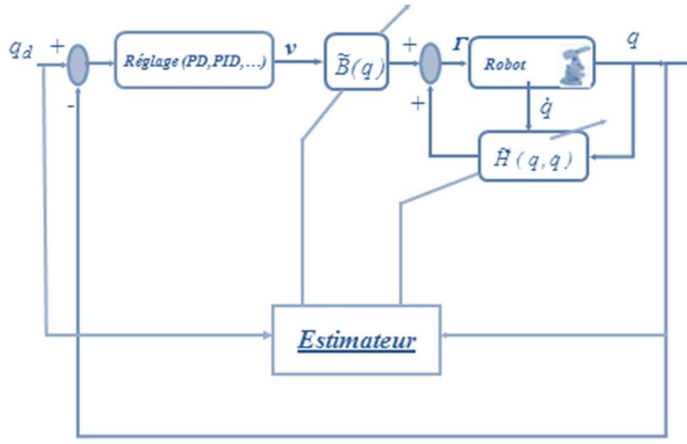 q_d + Réglage (PD,PID,...) v B̃(q) + Γ Robot q
- + q̇
H̃ (q,q)
Estimateur